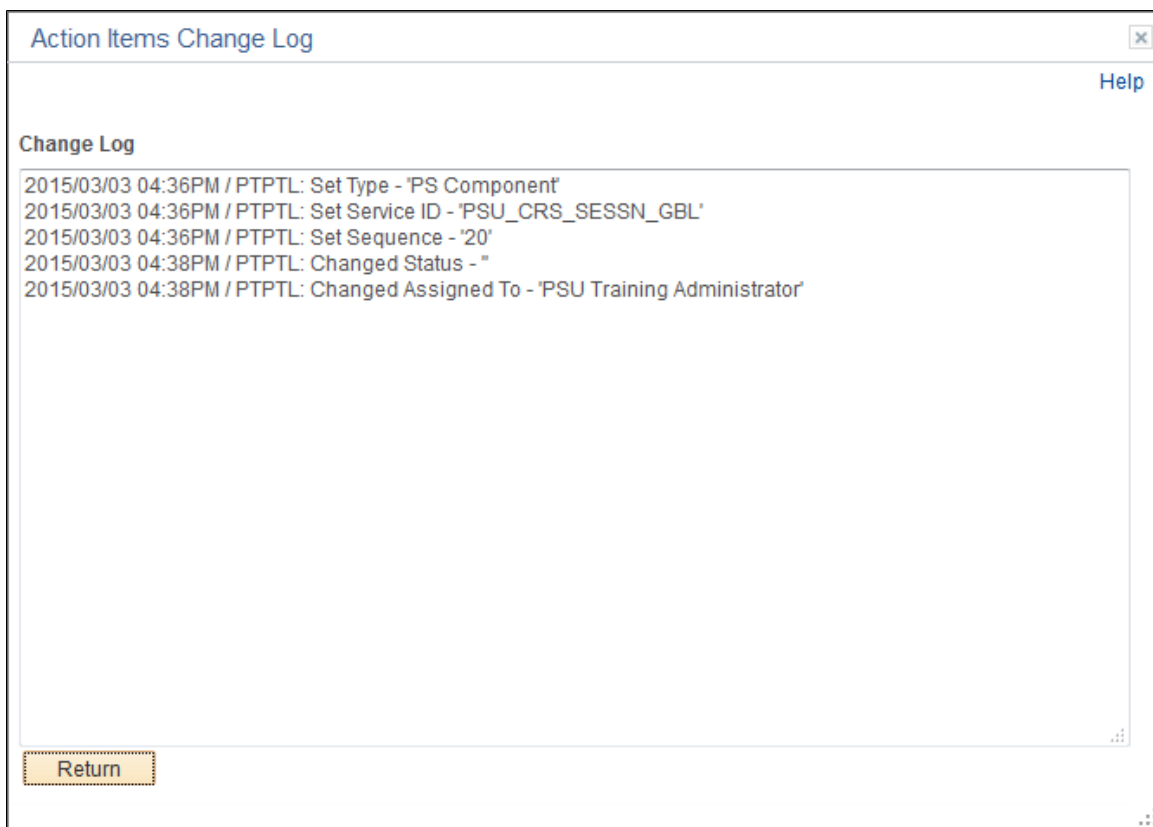 Action Items Change Log
Help
Change Log
2015/03/03 04:36PM / PTPTL: Set Type - 'PS Component'
2015/03/03 04:36PM / PTPTL: Set Service ID - 'PSU_CRS_SESSN_GBL'
2015/03/03 04:36PM / PTPTL: Set Sequence - '20'
2015/03/03 04:38PM / PTPTL: Changed Status - ''
2015/03/03 04:38PM / PTPTL: Changed Assigned To - 'PSU Training Administrator'
Return